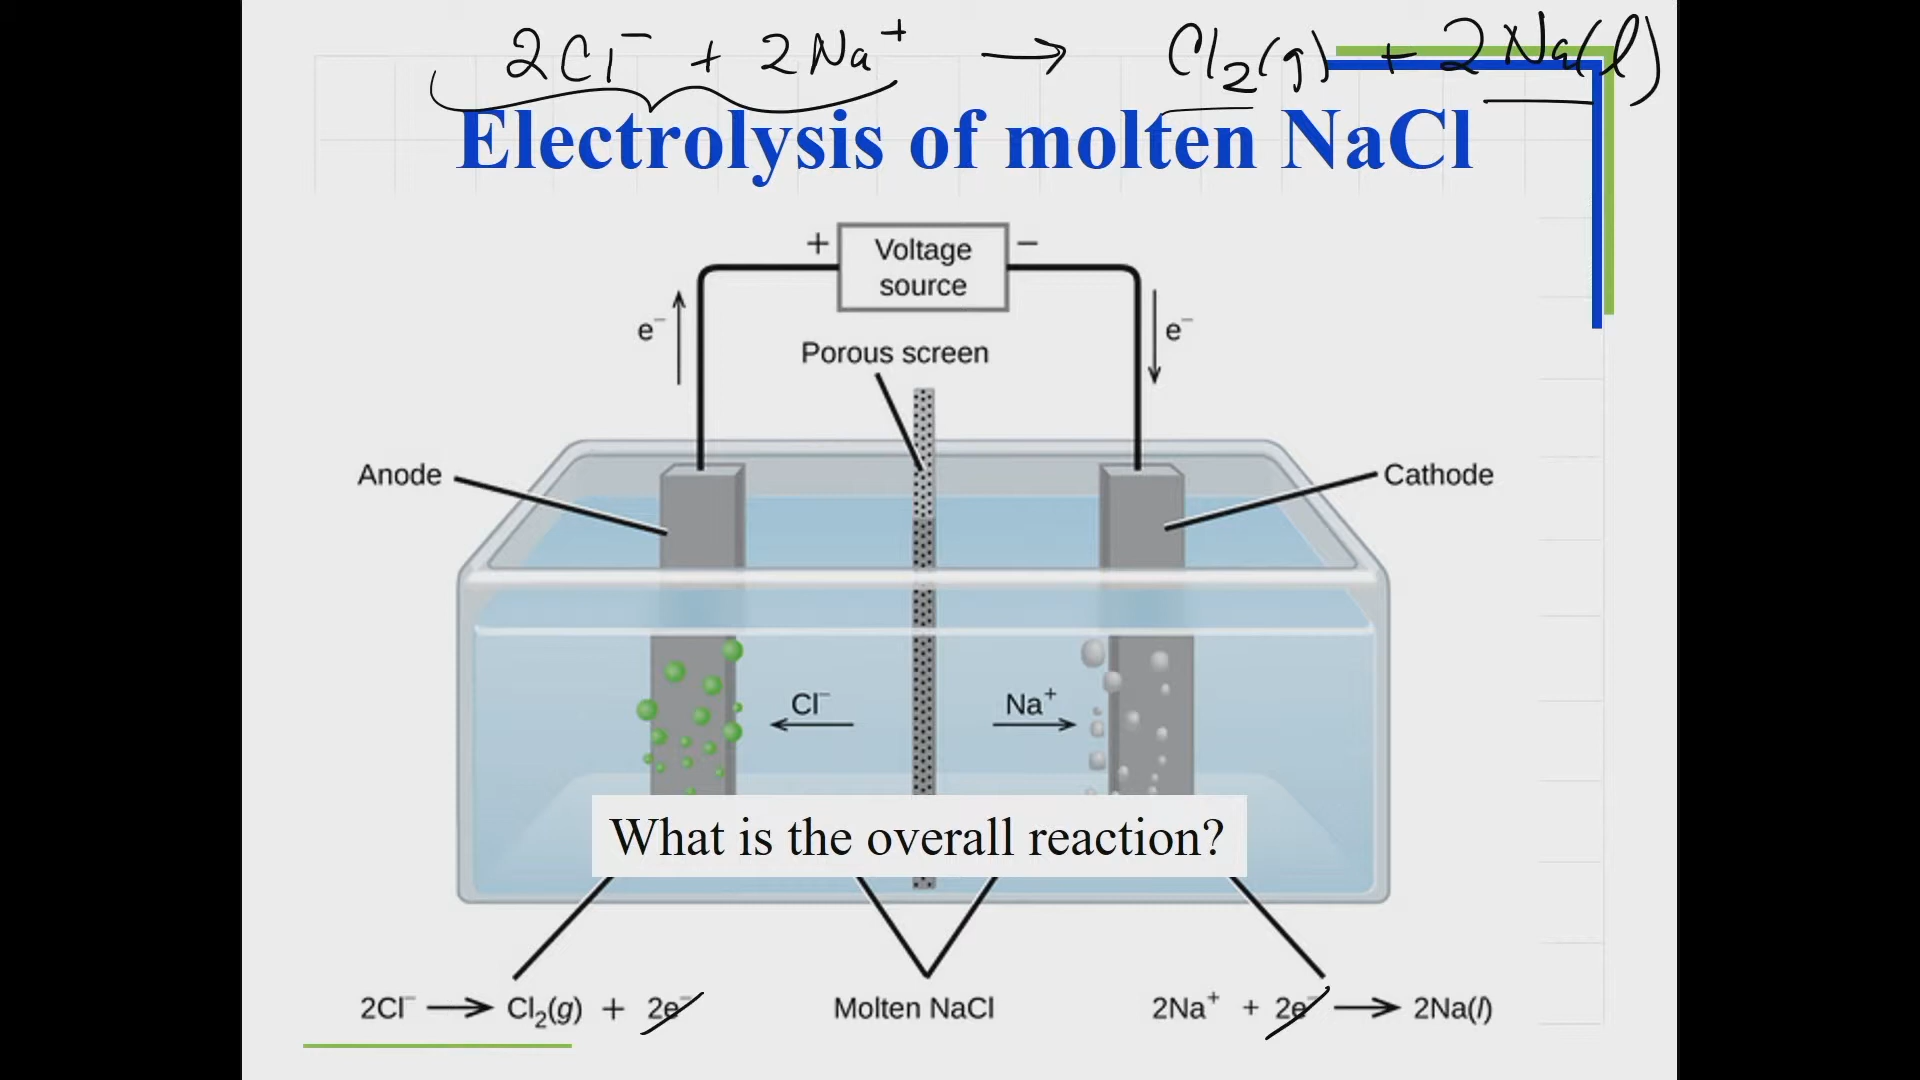 2Cl⁻ + 2Na⁺ → Cl₂(g) + 2Na(l)
Electrolysis of molten NaCl
+ Voltage source −
e⁻
e⁻
Porous screen
Anode
Cathode
Cl⁻
Na⁺
What is the overall reaction?
2Cl⁻ → Cl₂(g) + 2e⁻
Molten NaCl
2Na⁺ + 2e⁻ → 2Na(l)